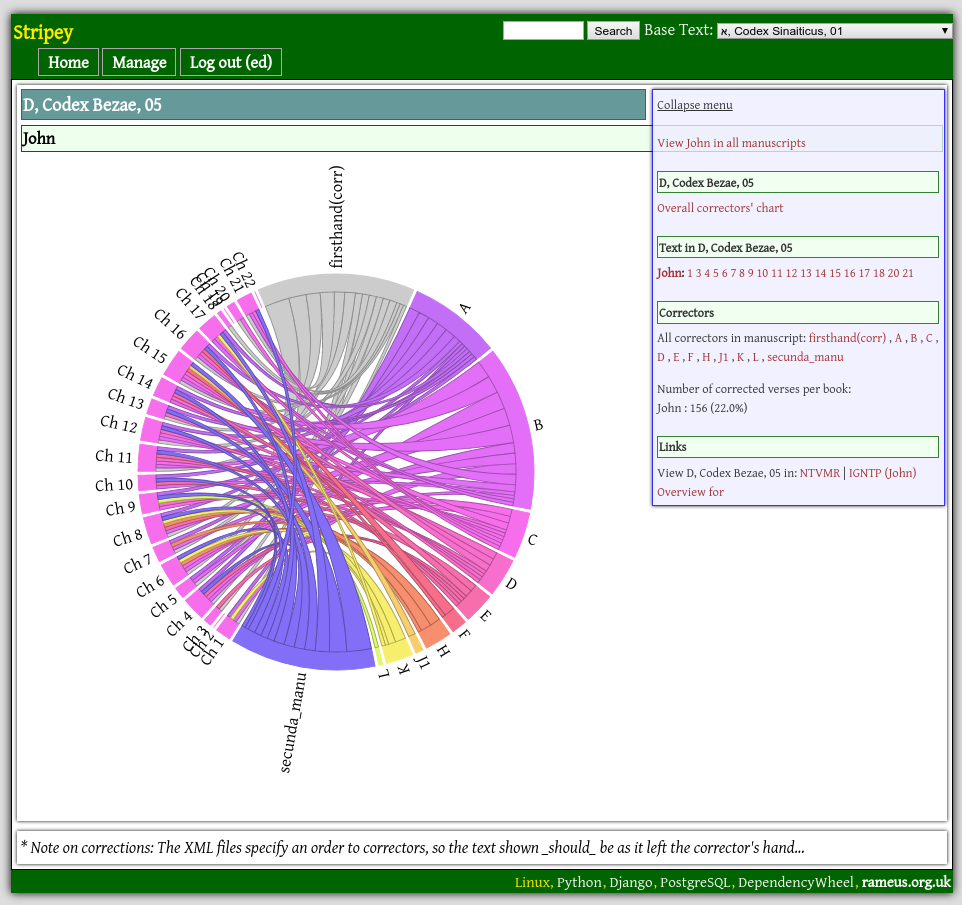 Stripey
Search Base Text: א, Codex Sinaiticus, 01
Home Manage Log out (ed)
D, Codex Bezae, 05
John
Collapse menu
View John in all manuscripts
D, Codex Bezae, 05
Overall correctors' chart
Text in D, Codex Bezae, 05
John: 1 2 3 4 5 6 7 8 9 10 11 12 13 14 15 16 17 18 20 21
Correctors
All correctors in manuscript: firsthand(corr) , A , B , C ,
D , E , F , H , J1 , K , L , secunda_manu
Number of corrected verses per book:
John : 156 (22.0%)
Links
View D, Codex Bezae, 05 in: NTVMR | IGNTP (John)
Overview for
firsthand(corr)
A
B
C
D
E
F
H
J1
K
L
secunda_manu
Ch 1
Ch 4
Ch 5
Ch 6
Ch 7
Ch 8
Ch 9
Ch 10
Ch 11
Ch 12
Ch 13
Ch 14
Ch 15
Ch 16
Ch 17
Ch 18
Ch 20
Ch 21
Ch 22
* Note on corrections: The XML files specify an order to correctors, so the text shown _should_ be as it left the corrector's hand...
Linux, Python, Django, PostgreSQL, DependencyWheel, rameus.org.uk